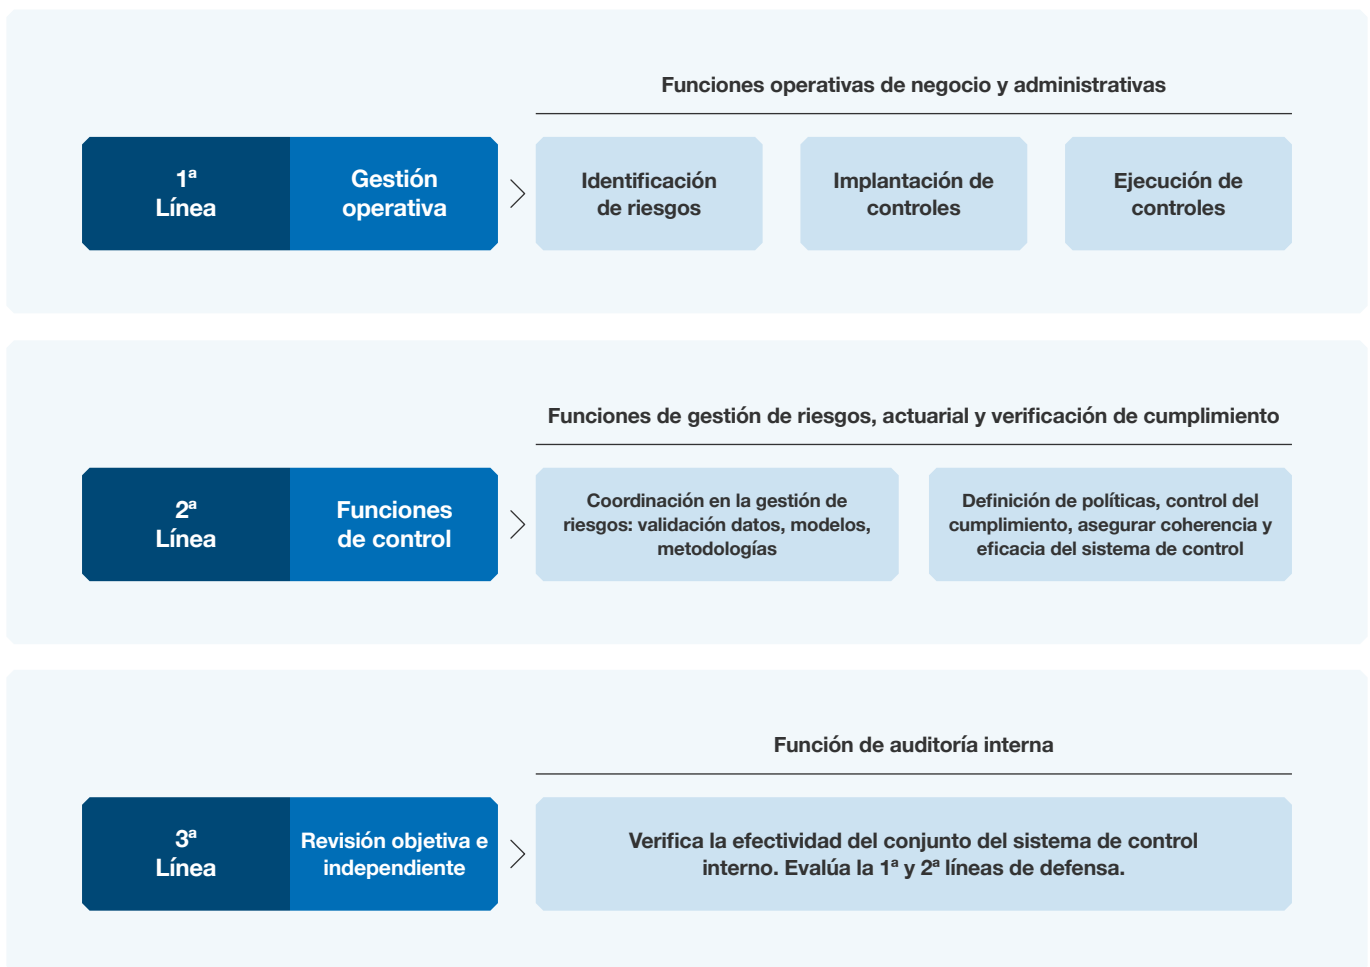 Funciones operativas de negocio y administrativas
1ª
Línea
Gestión
operativa
Identificación
de riesgos
Implantación de
controles
Ejecución de
controles
Funciones de gestión de riesgos, actuarial y verificación de cumplimiento
2ª
Línea
Funciones
de control
Coordinación en la gestión de
riesgos: validación datos, modelos,
metodologías
Definición de políticas, control del
cumplimiento, asegurar coherencia y
eficacia del sistema de control
Función de auditoría interna
3ª
Línea
Revisión objetiva e
independiente
Verifica la efectividad del conjunto del sistema de control
interno. Evalúa la 1ª y 2ª líneas de defensa.